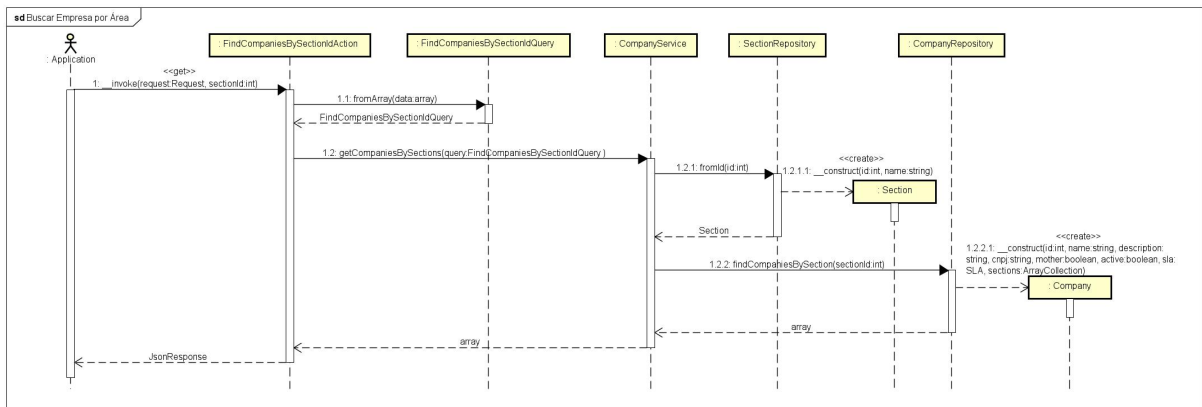 sd Buscar Empresa por Área
: Application
: FindCompaniesBySectionIdAction
: FindCompaniesBySectionIdQuery
: CompanyService
: SectionRepository
: CompanyRepository
<<get>>
1: __invoke(request:Request, sectionId:int)
1.1: fromArray(data:array)
FindCompaniesBySectionIdQuery
1.2: getCompaniesBySections(query:FindCompaniesBySectionIdQuery )
1.2.1: fromId(id:int)
<<create>>
1.2.1.1: __construct(id:int, name:string)
: Section
Section
1.2.2: findCompaniesBySection(sectionId:int)
<<create>>
1.2.2.1: __construct(id:int, name:string, description:
string, cnpj:string, mother:boolean, active:boolean, sla:
SLA, sections:ArrayCollection)
: Company
array
array
JsonResponse